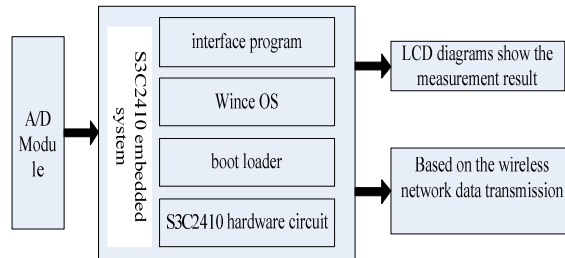 A/D
Modu
le
S3C2410 embedded
system
interface program
Wince OS
boot loader
S3C2410 hardware circuit
LCD diagrams show the
measurement result
Based on the wireless
network data transmission